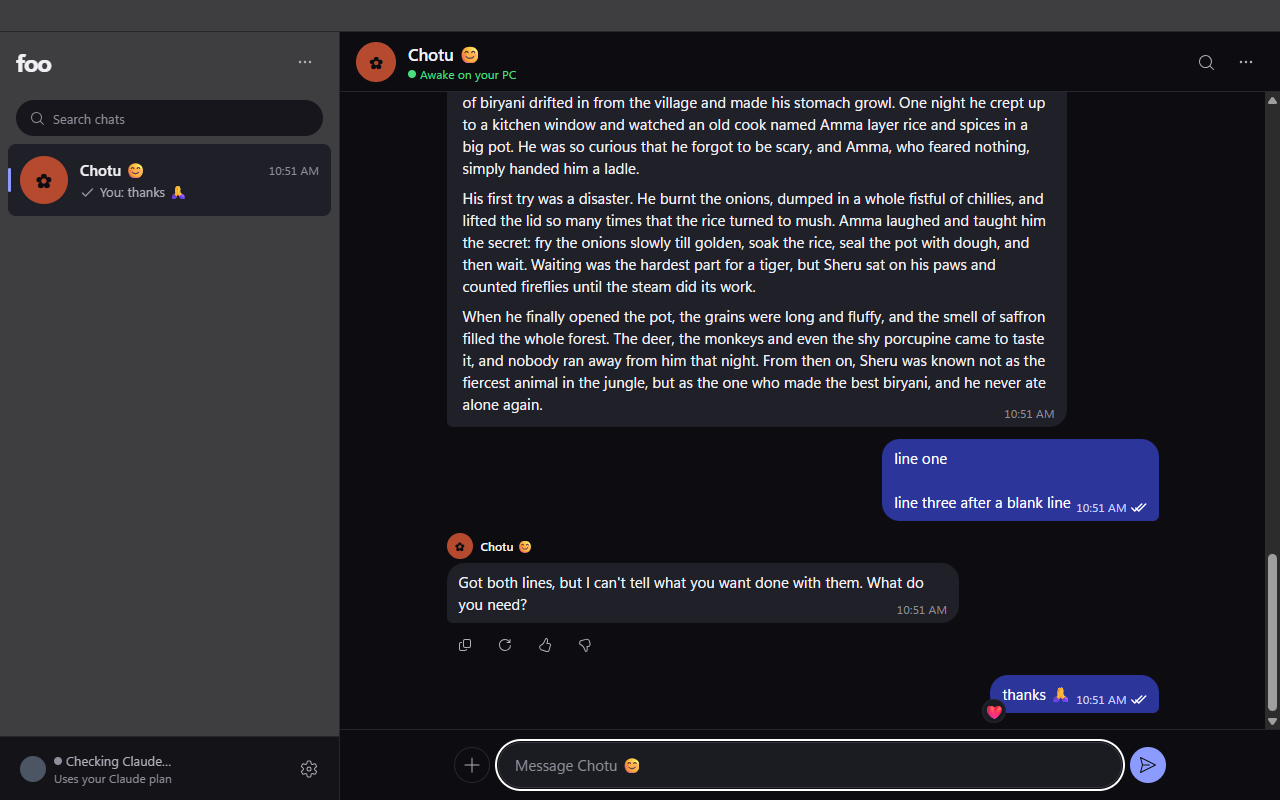 foo
Search chats
Chotu 😊 10:51 AM
You: thanks 🙏
Checking Claude...
Uses your Claude plan
Chotu 😊
Awake on your PC
of biryani drifted in from the village and made his stomach growl. One night he crept up
to a kitchen window and watched an old cook named Amma layer rice and spices in a
big pot. He was so curious that he forgot to be scary, and Amma, who feared nothing,
simply handed him a ladle.
His first try was a disaster. He burnt the onions, dumped in a whole fistful of chillies, and
lifted the lid so many times that the rice turned to mush. Amma laughed and taught him
the secret: fry the onions slowly till golden, soak the rice, seal the pot with dough, and
then wait. Waiting was the hardest part for a tiger, but Sheru sat on his paws and
counted fireflies until the steam did its work.
When he finally opened the pot, the grains were long and fluffy, and the smell of saffron
filled the whole forest. The deer, the monkeys and even the shy porcupine came to taste
it, and nobody ran away from him that night. From then on, Sheru was known not as the
fiercest animal in the jungle, but as the one who made the best biryani, and he never ate
alone again.
10:51 AM
line one
line three after a blank line 10:51 AM
Chotu 😊
Got both lines, but I can't tell what you want done with them. What do
you need?
10:51 AM
thanks 🙏 10:51 AM
Message Chotu 😊